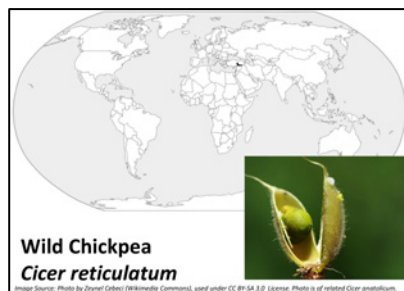 Wild Chickpea
Cicer reticulatum
Image Source: Photo by Zeynel Cebeci (Wikimedia Commons), used under CC BY-SA 3.0 License. Photo is of related Cicer anatolicum.